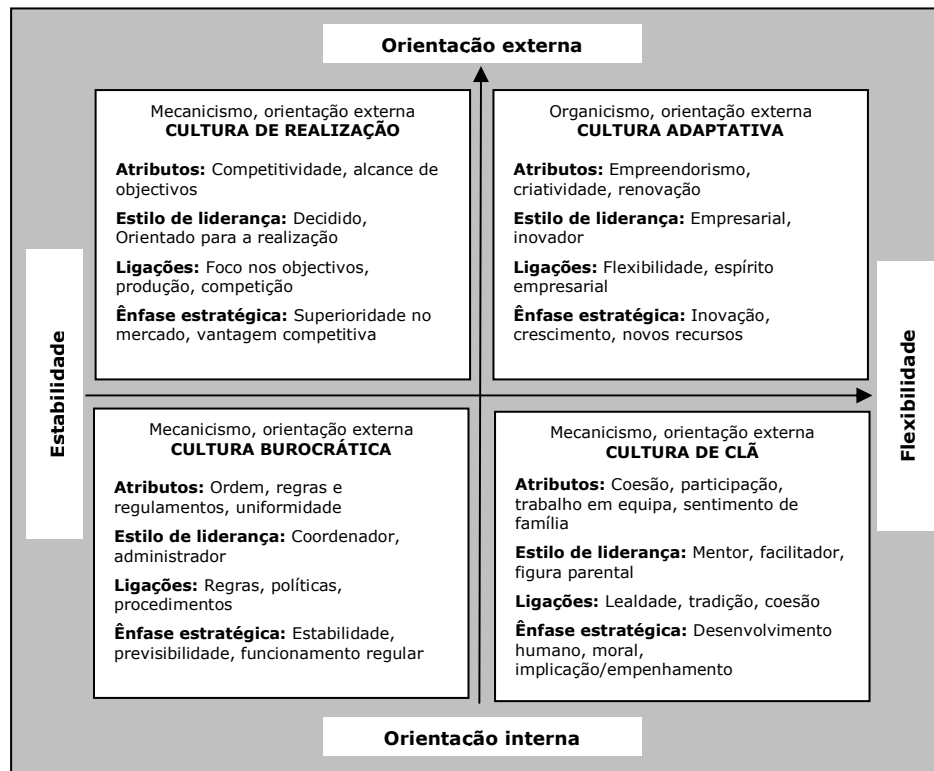 Orientação externa
Mecanicismo, orientação externa
CULTURA DE REALIZAÇÃO
Atributos: Competitividade, alcance de
objectivos
Estilo de liderança: Decidido,
Orientado para a realização
Ligações: Foco nos objectivos,
produção, competição
Ênfase estratégica: Superioridade no
mercado, vantagem competitiva
Organicismo, orientação externa
CULTURA ADAPTATIVA
Atributos: Empreendorismo,
criatividade, renovação
Estilo de liderança: Empresarial,
inovador
Ligações: Flexibilidade, espírito
empresarial
Ênfase estratégica: Inovação,
crescimento, novos recursos
Estabilidade
Flexibilidade
Mecanicismo, orientação externa
CULTURA BUROCRÁTICA
Atributos: Ordem, regras e
regulamentos, uniformidade
Estilo de liderança: Coordenador,
administrador
Ligações: Regras, políticas,
procedimentos
Ênfase estratégica: Estabilidade,
previsibilidade, funcionamento regular
Mecanicismo, orientação externa
CULTURA DE CLÃ
Atributos: Coesão, participação,
trabalho em equipa, sentimento de
família
Estilo de liderança: Mentor, facilitador,
figura parental
Ligações: Lealdade, tradição, coesão
Ênfase estratégica: Desenvolvimento
humano, moral,
implicação/empenhamento
Orientação interna